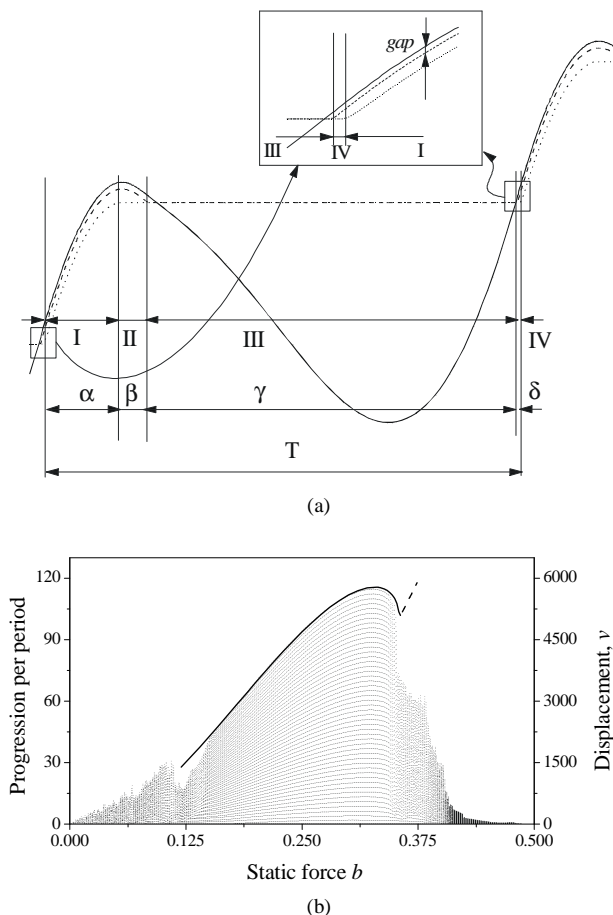 gap
III IV I
I II III IV
α β γ δ
T
(a)
Progression per period
120
90
60
30
0
6000
4500
3000
1500
0
Displacement, v
0.000 0.125 0.250 0.375 0.500
Static force b
(b)